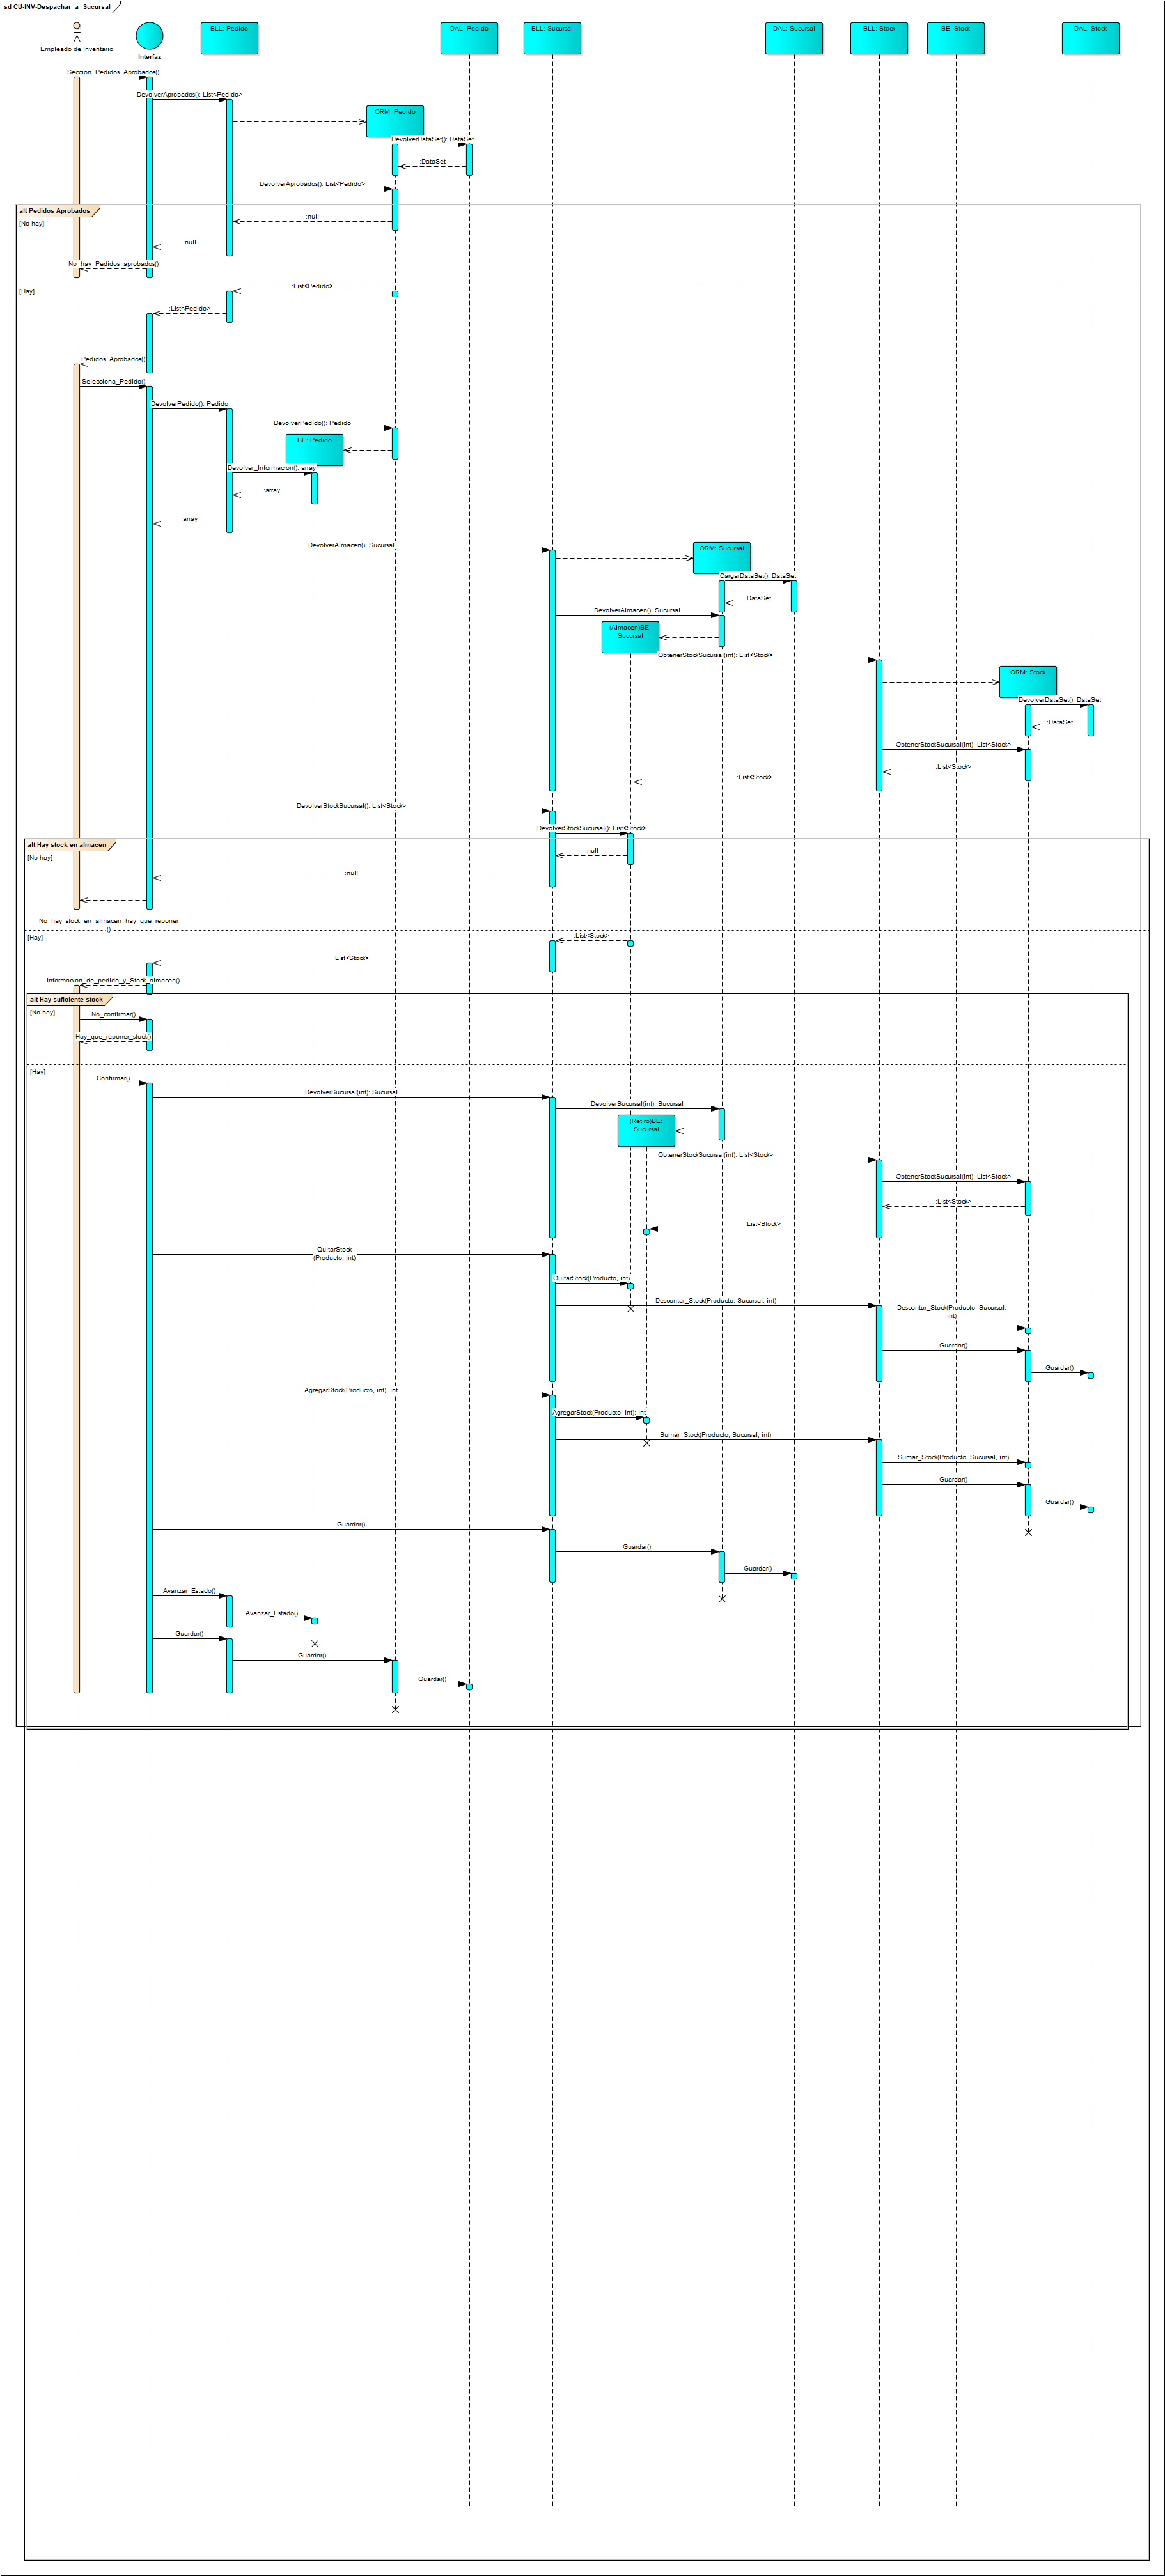 sd CU-INV-Despachar_a_Sucursal
Empleado de Inventario
Interfaz
BLL: Pedido
DAL: Pedido
BLL: Sucursal
DAL: Sucursal
BLL: Stock
BE: Stock
DAL: Stock
Seccion_Pedidos_Aprobados()
DevolverAprobados(): List<Pedido>
ORM: Pedido
DevolverDataSet(): DataSet
:DataSet
DevolverAprobados(): List<Pedido>
alt Pedidos Aprobados
[No hay]
:null
:null
No_hay_Pedidos_aprobados()
[Hay]
:List<Pedido>
:List<Pedido>
Pedidos_Aprobados()
Selecciona_Pedido()
DevolverPedido(): Pedido
DevolverPedido(): Pedido
BE: Pedido
Devolver_Informacion(): array
:array
:array
DevolverAlmacen(): Sucursal
ORM: Sucursal
CargarDataSet(): DataSet
:DataSet
DevolverAlmacen(): Sucursal
(Almacen)BE:
Sucursal
ObtenerStockSucursal(int): List<Stock>
ORM: Stock
DevolverDataSet(): DataSet
:DataSet
ObtenerStockSucursal(int): List<Stock>
:List<Stock>
:List<Stock>
DevolverStockSucursal(): List<Stock>
DevolverStockSucursal(): List<Stock>
alt Hay stock en almacen
[No hay]
:null
:null
No_hay_stock_en_almacen_hay_que_reponer
()
[Hay]
:List<Stock>
:List<Stock>
Informacion_de_pedido_y_Stock_almacen()
alt Hay suficiente stock
[No hay]
No_confirmar()
Hay_que_reponer_stock()
[Hay]
Confirmar()
DevolverSucursal(int): Sucursal
DevolverSucursal(int): Sucursal
(Retiro)BE:
Sucursal
ObtenerStockSucursal(int): List<Stock>
ObtenerStockSucursal(int): List<Stock>
:List<Stock>
:List<Stock>
QuitarStock
(Producto, int)
QuitarStock(Producto, int)
Descontar_Stock(Producto, Sucursal, int)
Descontar_Stock(Producto, Sucursal,
int)
Guardar()
Guardar()
AgregarStock(Producto, int): int
AgregarStock(Producto, int): int
Sumar_Stock(Producto, Sucursal, int)
Sumar_Stock(Producto, Sucursal, int)
Guardar()
Guardar()
Guardar()
Guardar()
Guardar()
Avanzar_Estado()
Avanzar_Estado()
Guardar()
Guardar()
Guardar()